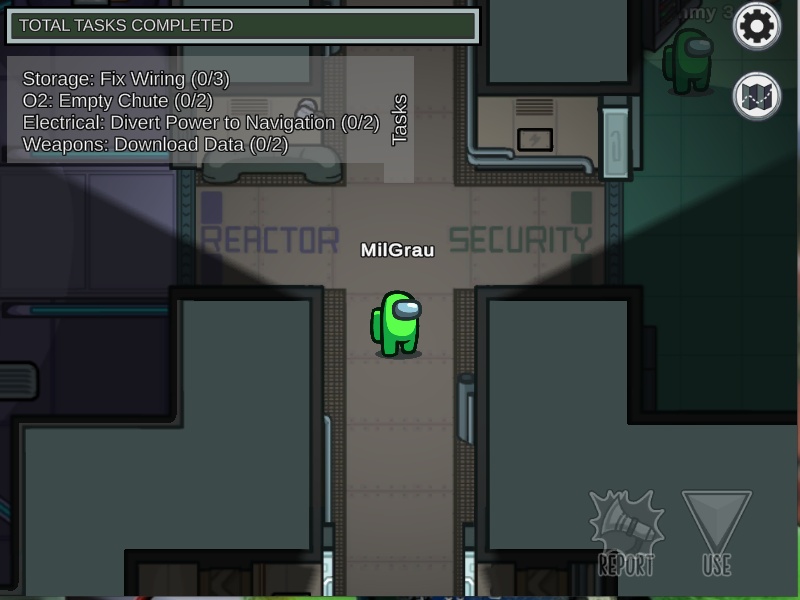 TOTAL TASKS COMPLETED
my 3
Storage: Fix Wiring (0/3)
O2: Empty Chute (0/2)
Electrical: Divert Power to Navigation (0/2)
Weapons: Download Data (0/2)
Tasks
REACTOR
SECURITY
MilGrau
REPORT
USE